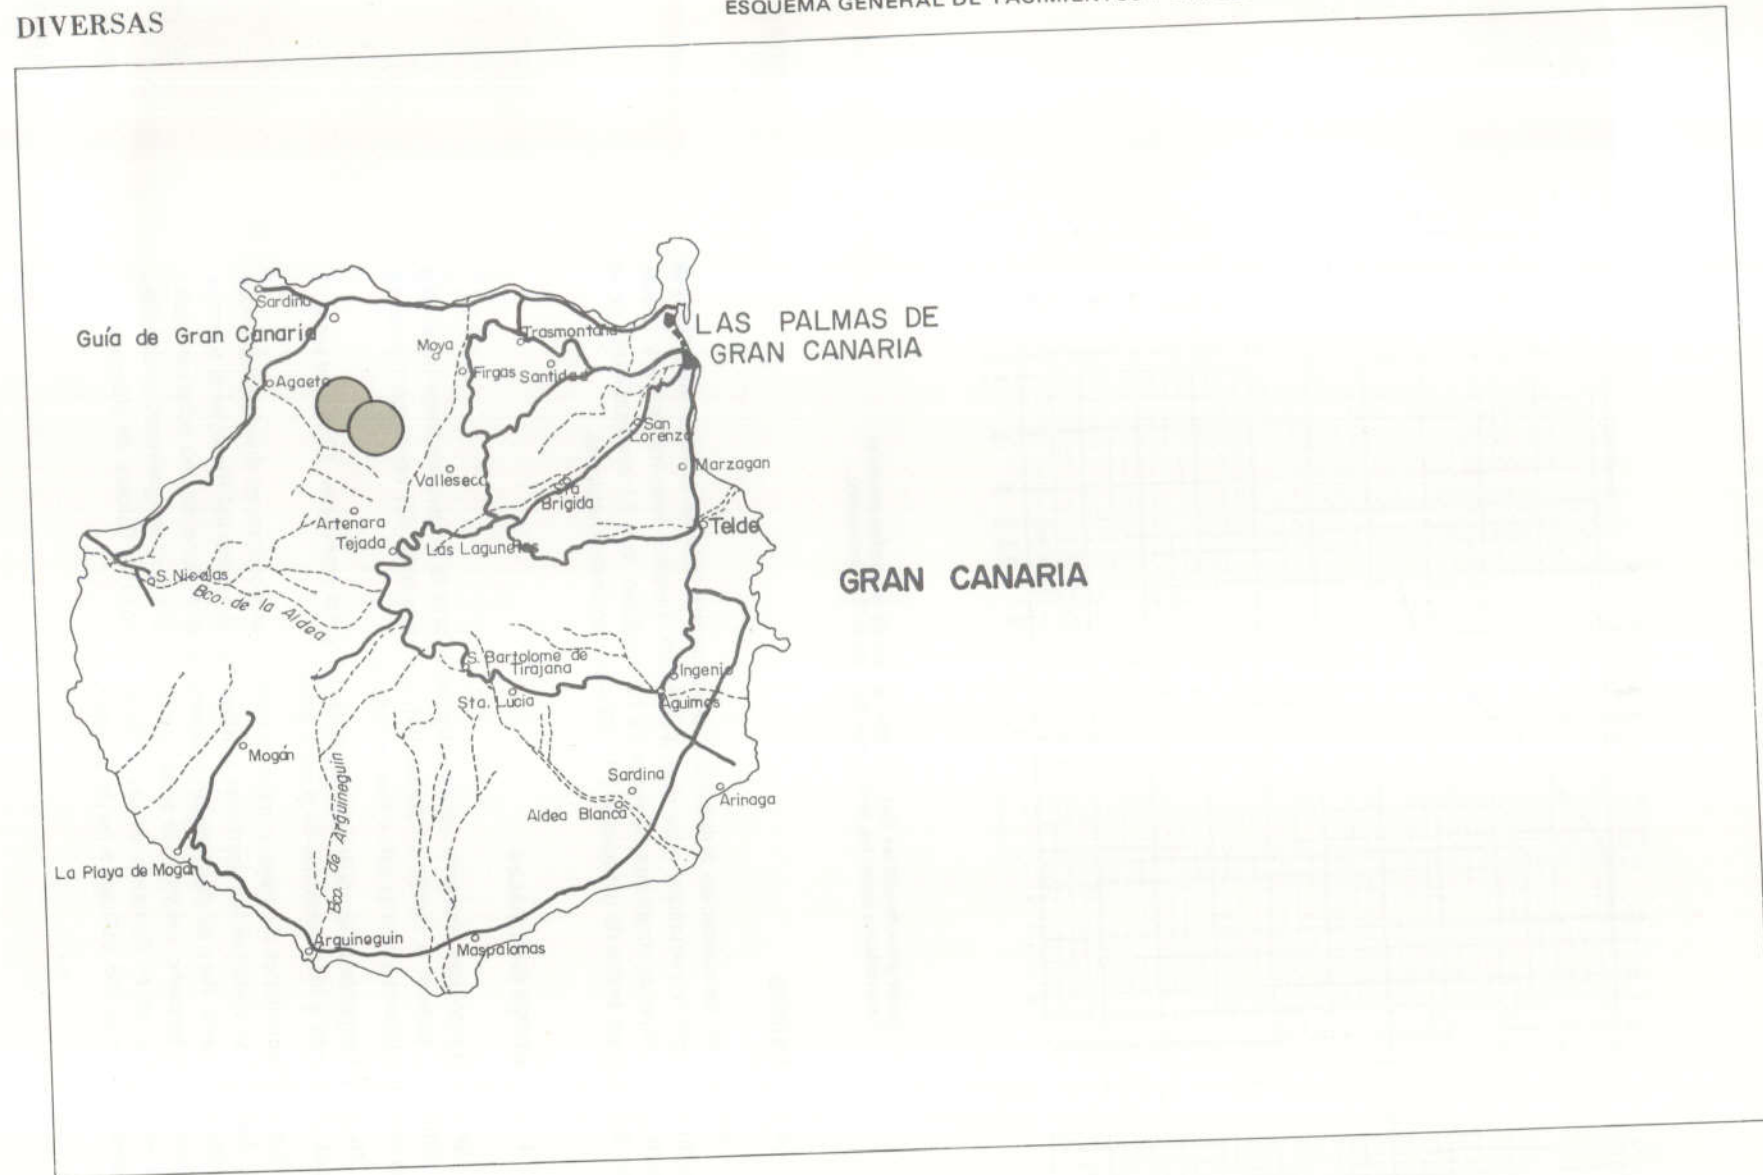 DIVERSAS
ESQUEMA GENERAL DE
Sardina
Guía de Gran Canaria
Moya
Trasmontana
LAS PALMAS DE
GRAN CANARIA
Agaete
Firgas
Santidad
San
Lorenzo
Marzagan
Valleseco
Sta
Brigida
Artenara
Telde
Tejada
Las Lagunetas
S. Nicolas
GRAN CANARIA
Bco. de la Aldea
S. Bartolome de
Tirajana
Ingenio
Sta. Lucia
Aguimes
Mogán
Bco. de Arguineguin
Sardina
Arinaga
Aldea Blanca
La Playa de Mogán
Arguineguin
Maspalomas